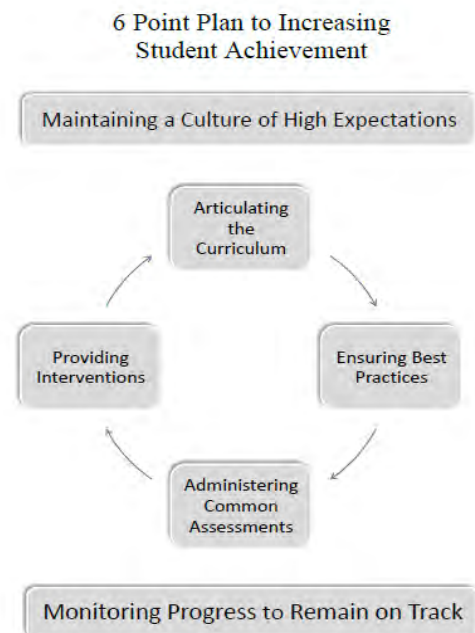 6 Point Plan to Increasing
Student Achievement
Maintaining a Culture of High Expectations
Articulating
the
Curriculum
Providing
Interventions
Ensuring Best
Practices
Administering
Common
Assessments
Monitoring Progress to Remain on Track